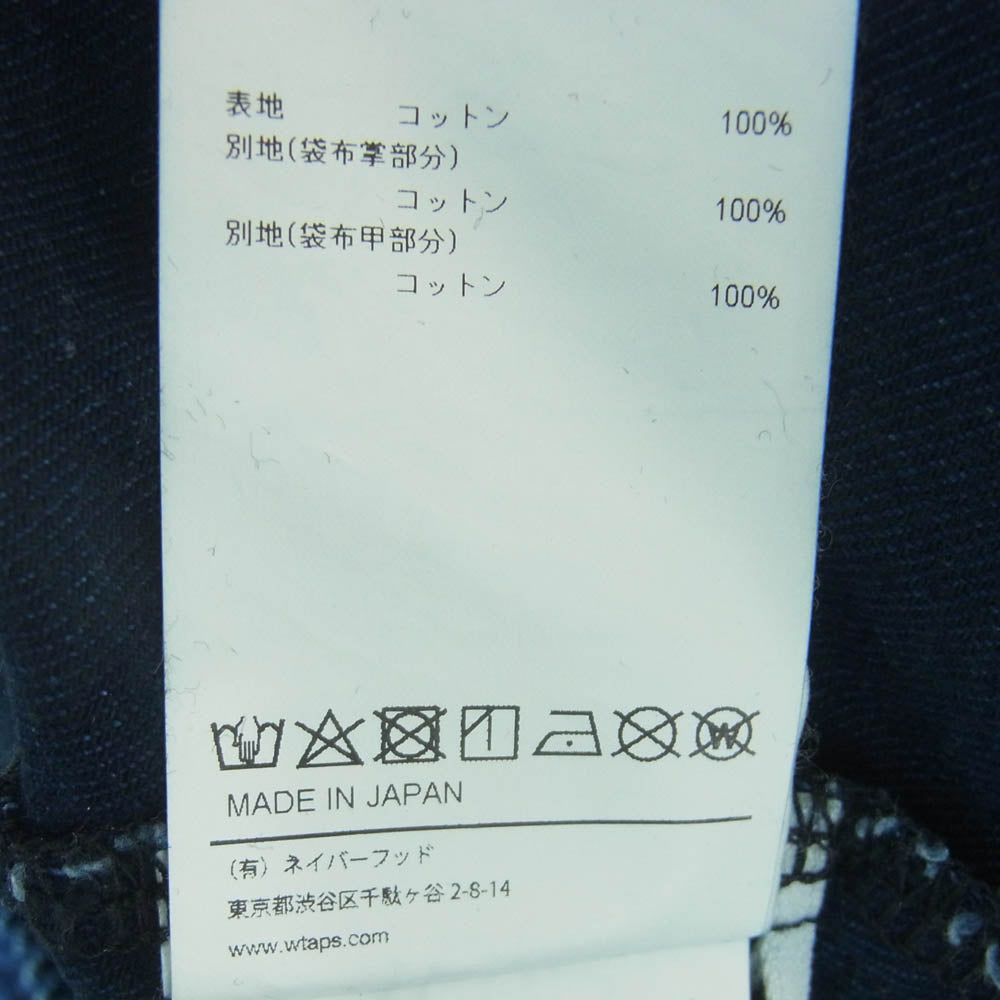 表地 コットン 100%
別地(袋布掌部分)
コットン 100%
別地(袋布甲部分)
コットン 100%
W
MADE IN JAPAN
(有) ネイバーフッド
東京都渋谷区千駄ヶ谷 2-8-14
www.wtaps.com